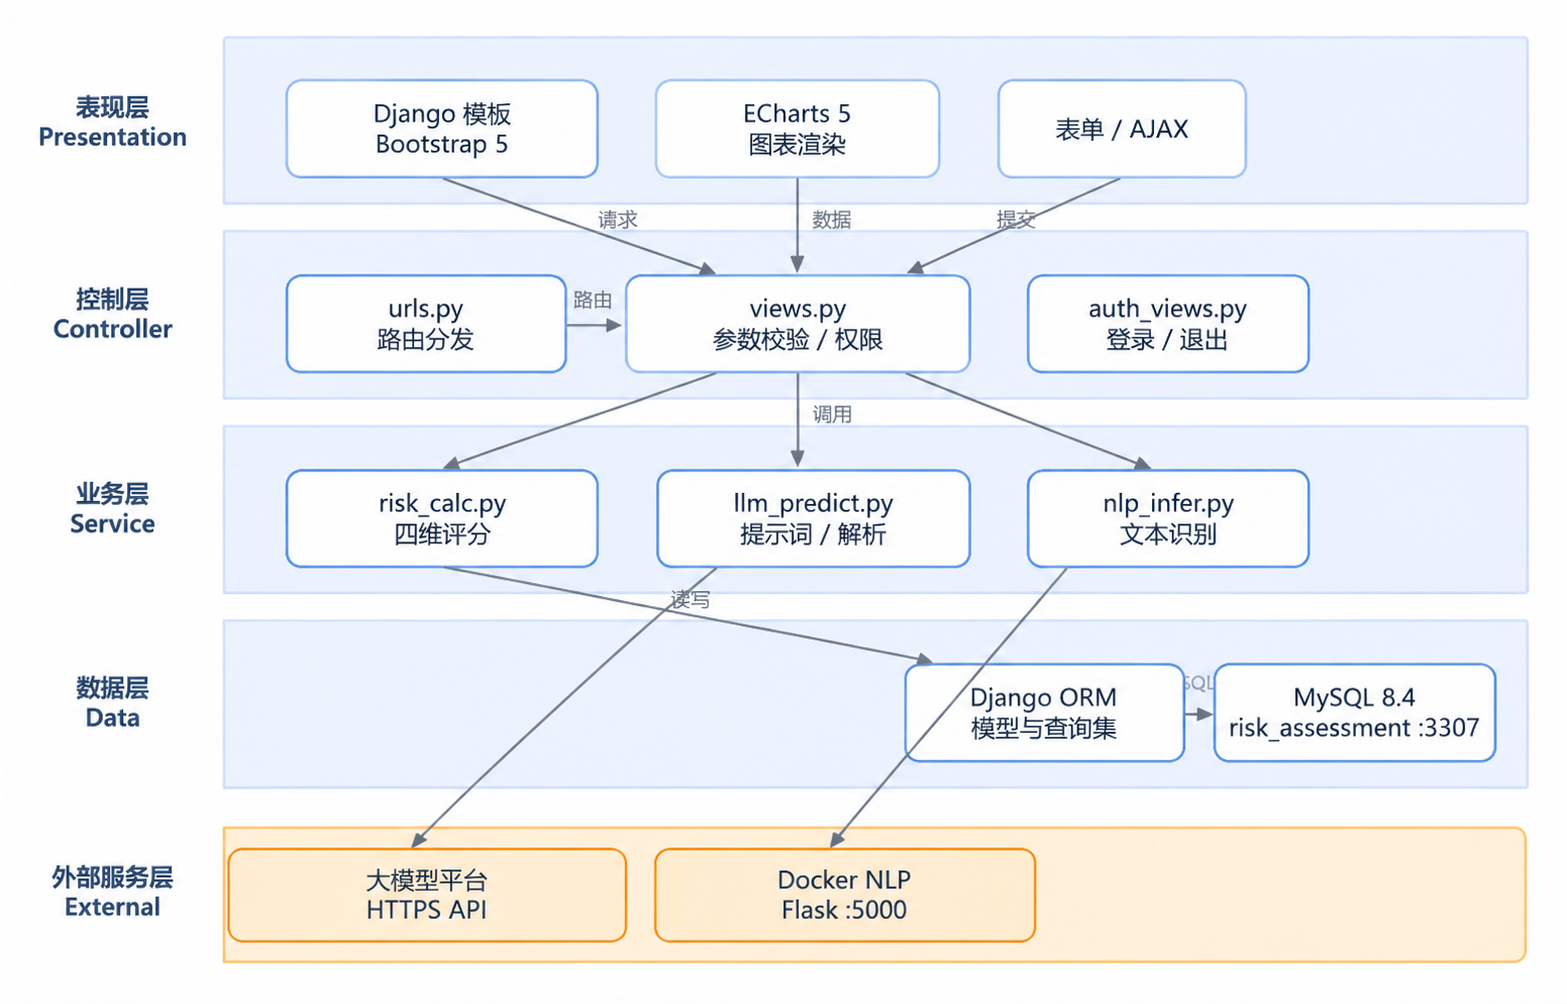 表现层
Presentation
Django 模板
Bootstrap 5
ECharts 5
图表渲染
表单 / AJAX
请求
数据
提交
控制层
Controller
urls.py
路由分发
路由
views.py
参数校验 / 权限
auth_views.py
登录 / 退出
调用
业务层
Service
risk_calc.py
四维评分
llm_predict.py
提示词 / 解析
nlp_infer.py
文本识别
读写
数据层
Data
Django ORM
模型与查询集
SQL
MySQL 8.4
risk_assessment :3307
外部服务层
External
大模型平台
HTTPS API
Docker NLP
Flask :5000